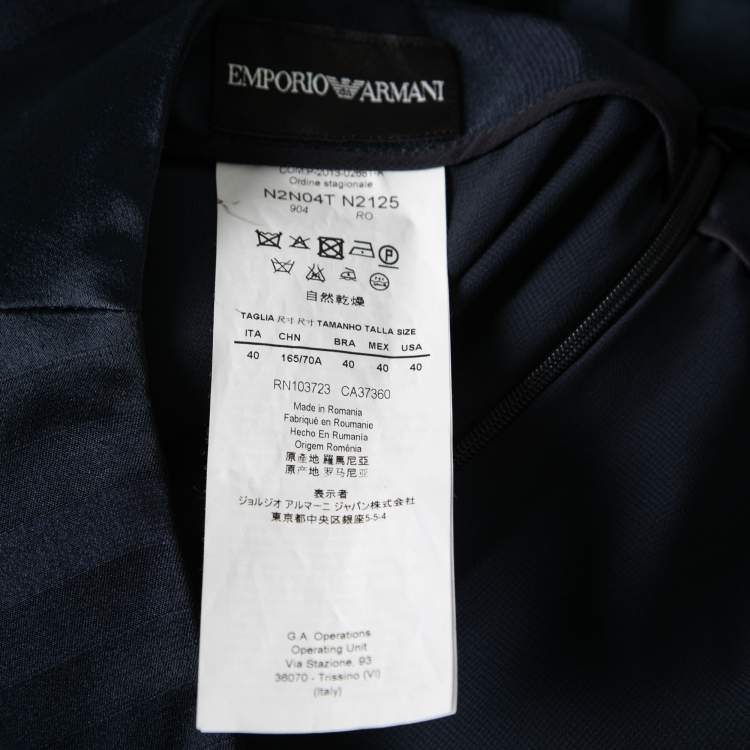 EMPORIO ARMANI
COM.P-2013-02661-A
Ordine stagionale
N2N04T N2125
904 RO
P
自然乾燥
TAGLIA 尺寸 尺寸 TAMANHO TALLA SIZE
ITA CHN BRA MEX USA
40 165/70A 40 40 40
RN103723 CA37360
Made in Romania
Fabriqué en Roumanie
Hecho En Rumania
Origem Roménia
原產地 羅馬尼亞
原产地 罗马尼亚
表示者
ジョルジオ アルマーニ ジャパン株式会社
東京都中央区銀座5-5-4
G.A. Operations
Operating Unit
Via Stazione, 93
36070 - Trissino (VI)
(Italy)